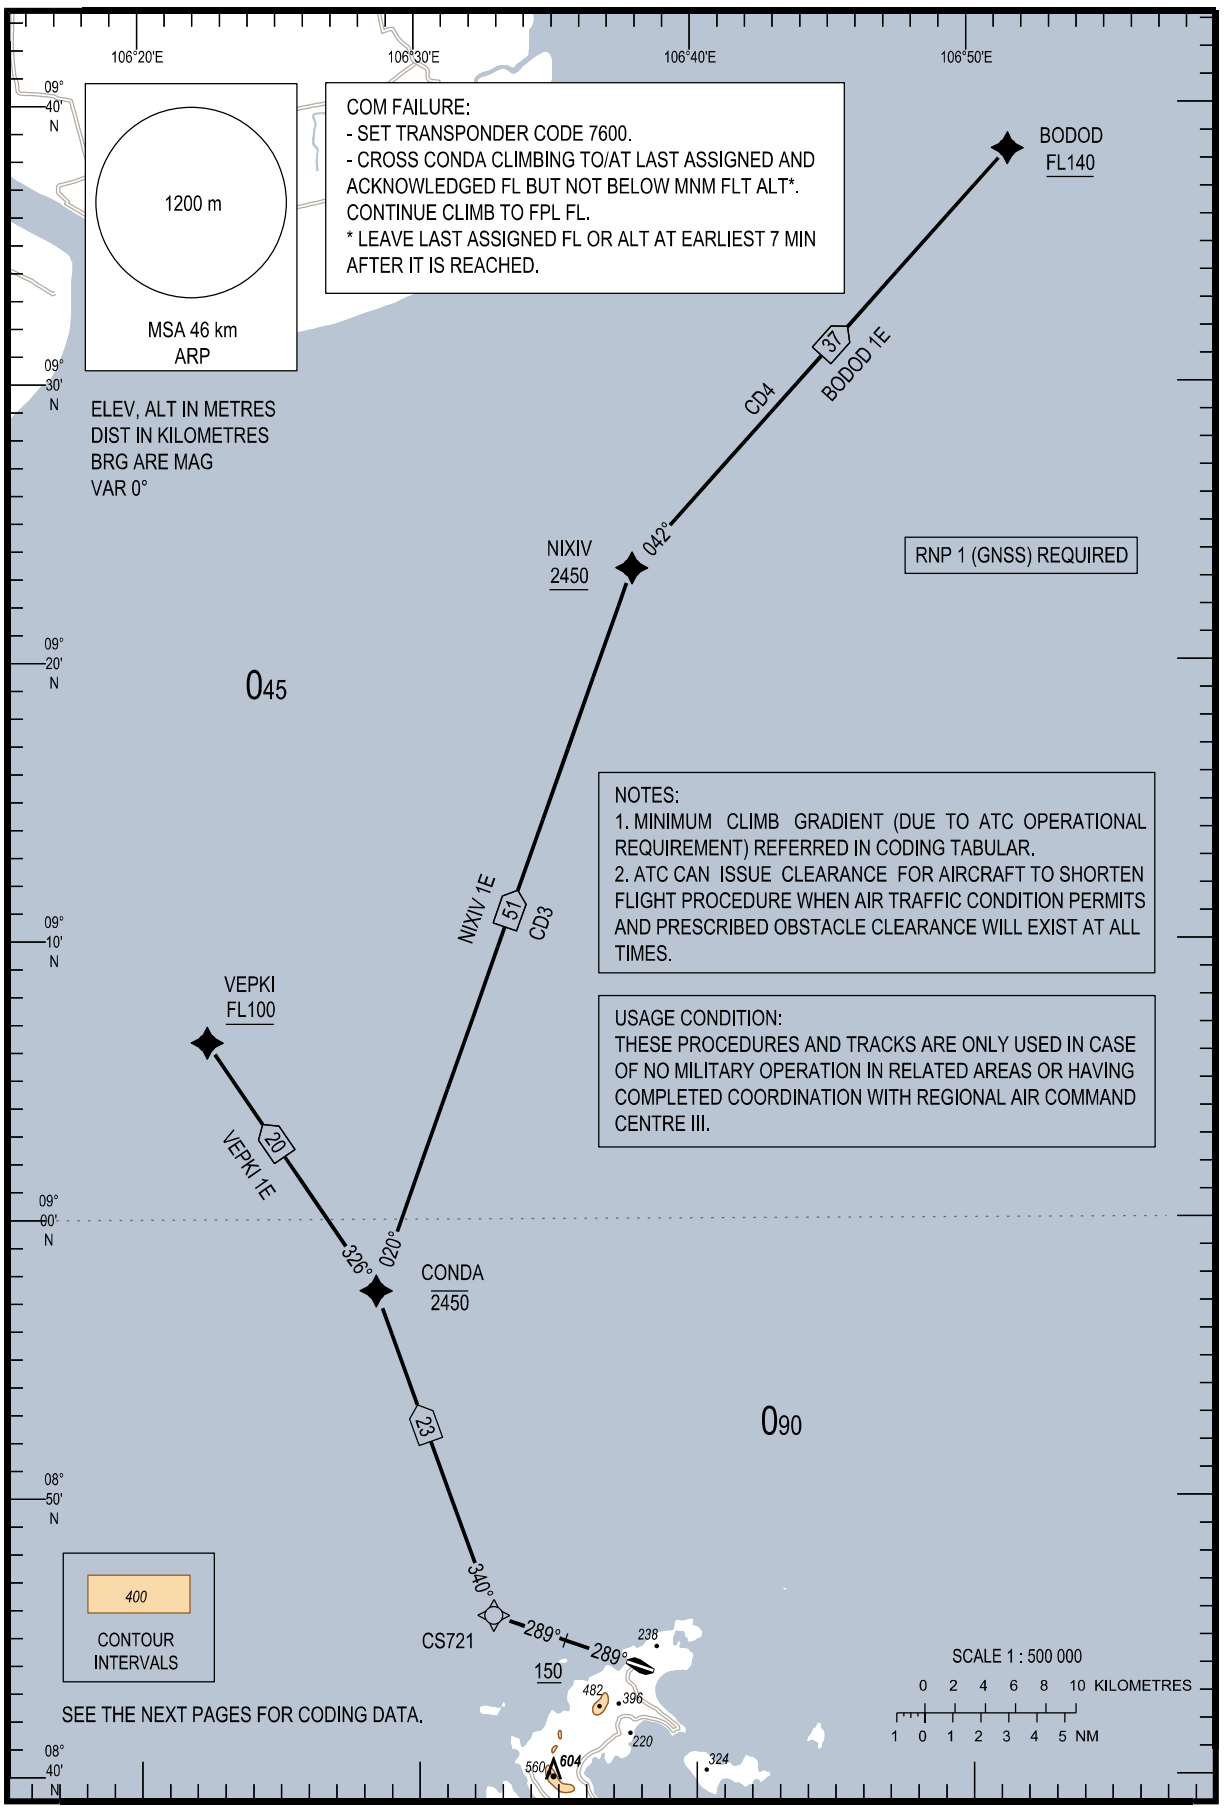 106°20'E
106°30'E
106°40'E
106°50'E
09°
40'
N
1200 m
MSA 46 km
ARP
COM FAILURE:
- SET TRANSPONDER CODE 7600.
- CROSS CONDA CLIMBING TO/AT LAST ASSIGNED AND
ACKNOWLEDGED FL BUT NOT BELOW MNM FLT ALT*.
CONTINUE CLIMB TO FPL FL.
* LEAVE LAST ASSIGNED FL OR ALT AT EARLIEST 7 MIN
AFTER IT IS REACHED.
BODOD
FL140
37
BODOD 1E
CD4
09°
30'
N
ELEV, ALT IN METRES
DIST IN KILOMETRES
BRG ARE MAG
VAR 0°
NIXIV
2450
042°
RNP 1 (GNSS) REQUIRED
09°
20'
N
045
NOTES:
1. MINIMUM CLIMB GRADIENT (DUE TO ATC OPERATIONAL
REQUIREMENT) REFERRED IN CODING TABULAR.
2. ATC CAN ISSUE CLEARANCE FOR AIRCRAFT TO SHORTEN
FLIGHT PROCEDURE WHEN AIR TRAFFIC CONDITION PERMITS
AND PRESCRIBED OBSTACLE CLEARANCE WILL EXIST AT ALL
TIMES.
NIXIV 1E
51
CD3
09°
10'
N
VEPKI
FL100
USAGE CONDITION:
THESE PROCEDURES AND TRACKS ARE ONLY USED IN CASE
OF NO MILITARY OPERATION IN RELATED AREAS OR HAVING
COMPLETED COORDINATION WITH REGIONAL AIR COMMAND
CENTRE III.
20
VEPKI 1E
09°
00'
N
326°
020°
CONDA
2450
23
090
08°
50'
N
400
CONTOUR
INTERVALS
340°
CS721
289°
289°
150
238
482
396
220
560
604
324
SCALE 1 : 500 000
0 2 4 6 8 10 KILOMETRES
1 0 1 2 3 4 5 NM
SEE THE NEXT PAGES FOR CODING DATA.
08°
40'
N